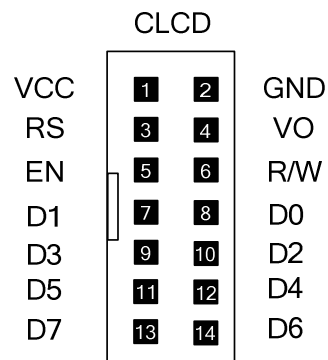 CLCD
VCC 1 2 GND
RS 3 4 VO
EN 5 6 R/W
D1 7 8 D0
D3 9 10 D2
D5 11 12 D4
D7 13 14 D6